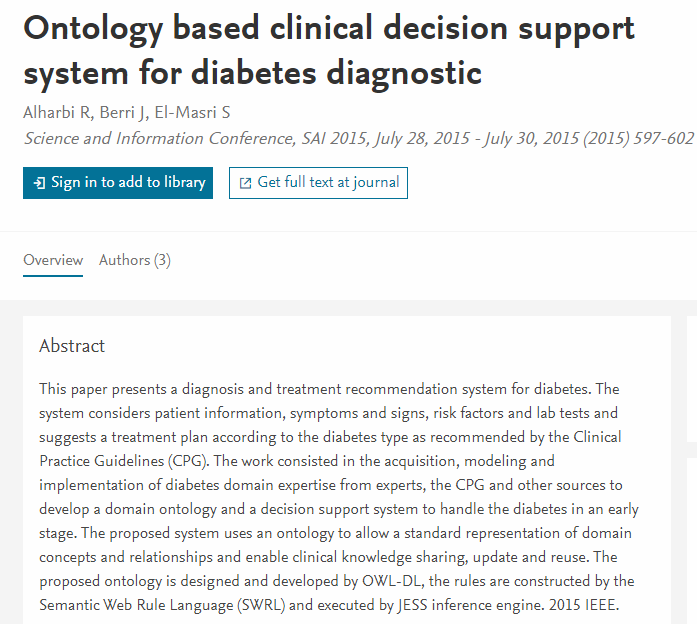 Ontology based clinical decision support
system for diabetes diagnostic
Alharbi R, Berri J, El-Masri S
Science and Information Conference, SAI 2015, July 28, 2015 - July 30, 2015 (2015) 597-602
Sign in to add to library
Get full text at journal
Overview
Authors (3)
Abstract
This paper presents a diagnosis and treatment recommendation system for diabetes. The
system considers patient information, symptoms and signs, risk factors and lab tests and
suggests a treatment plan according to the diabetes type as recommended by the Clinical
Practice Guidelines (CPG). The work consisted in the acquisition, modeling and
implementation of diabetes domain expertise from experts, the CPG and other sources to
develop a domain ontology and a decision support system to handle the diabetes in an early
stage. The proposed system uses an ontology to allow a standard representation of domain
concepts and relationships and enable clinical knowledge sharing, update and reuse. The
proposed ontology is designed and developed by OWL-DL, the rules are constructed by the
Semantic Web Rule Language (SWRL) and executed by JESS inference engine. 2015 IEEE.